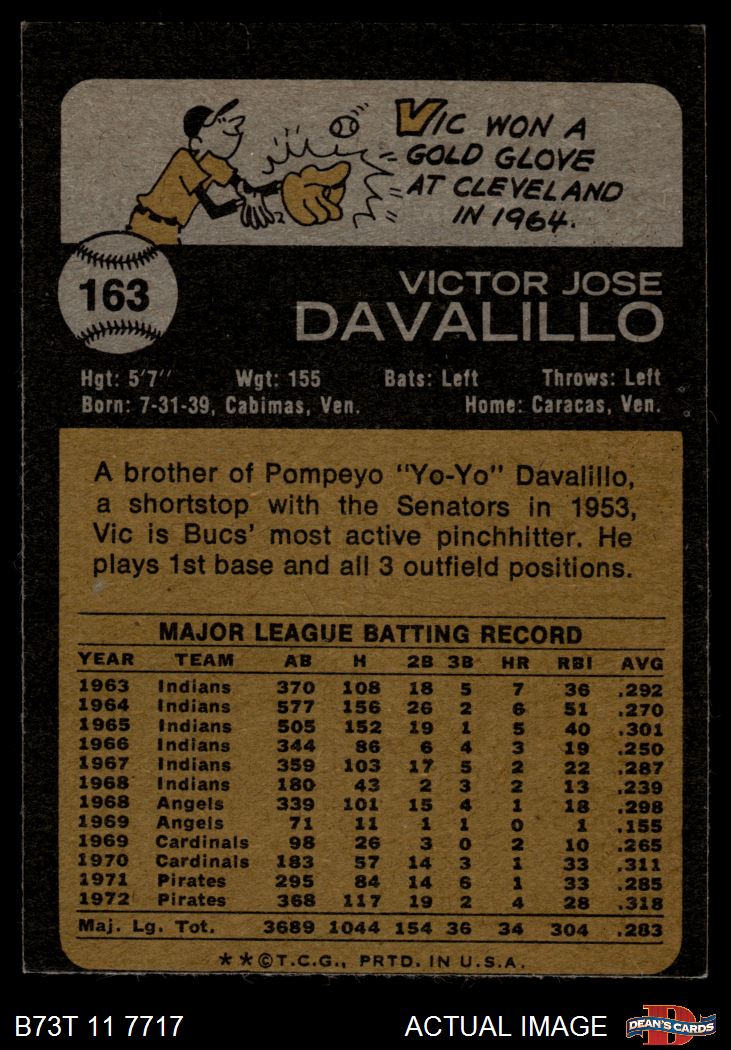 VIC WON A
GOLD GLOVE
AT CLEVELAND
IN 1964.
163
VICTOR JOSE
DAVALILLO
Hgt: 5'7" Wgt: 155 Bats: Left Throws: Left
Born: 7-31-39, Cabimas, Ven. Home: Caracas, Ven.
A brother of Pompeyo "Yo-Yo" Davalillo,
a shortstop with the Senators in 1953,
Vic is Bucs' most active pinchhitter. He
plays 1st base and all 3 outfield positions.
MAJOR LEAGUE BATTING RECORD
YEAR TEAM AB H 2B 3B HR RBI AVG
1963 Indians 370 108 18 5 7 36 .292
1964 Indians 577 156 26 2 6 51 .270
1965 Indians 505 152 19 1 5 40 .301
1966 Indians 344 86 6 4 3 19 .250
1967 Indians 359 103 17 5 2 22 .287
1968 Indians 180 43 2 3 2 13 .239
1968 Angels 339 101 15 4 1 18 .298
1969 Angels 71 11 1 1 0 1 .155
1969 Cardinals 98 26 3 0 2 10 .265
1970 Cardinals 183 57 14 3 1 33 .311
1971 Pirates 295 84 14 6 1 33 .285
1972 Pirates 368 117 19 2 4 28 .318
Maj. Lg. Tot. 3689 1044 154 36 34 304 .283
**©T.C.G., PRTD. IN U.S.A.
B73T 11 7717 ACTUAL IMAGE
D
DEAN'S CARDS